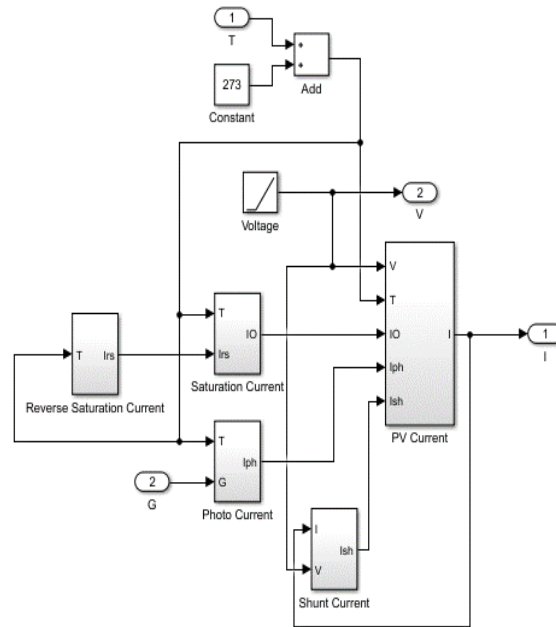 1
T
+
+
273
Constant
Add
Voltage
2
V
V
T
IO
Iph
Ish
I
PV Current
1
I
T
Irs
IO
Saturation Current
T
Irs
Reverse Saturation Current
T
G
Iph
Photo Current
2
G
I
V
Ish
Shunt Current